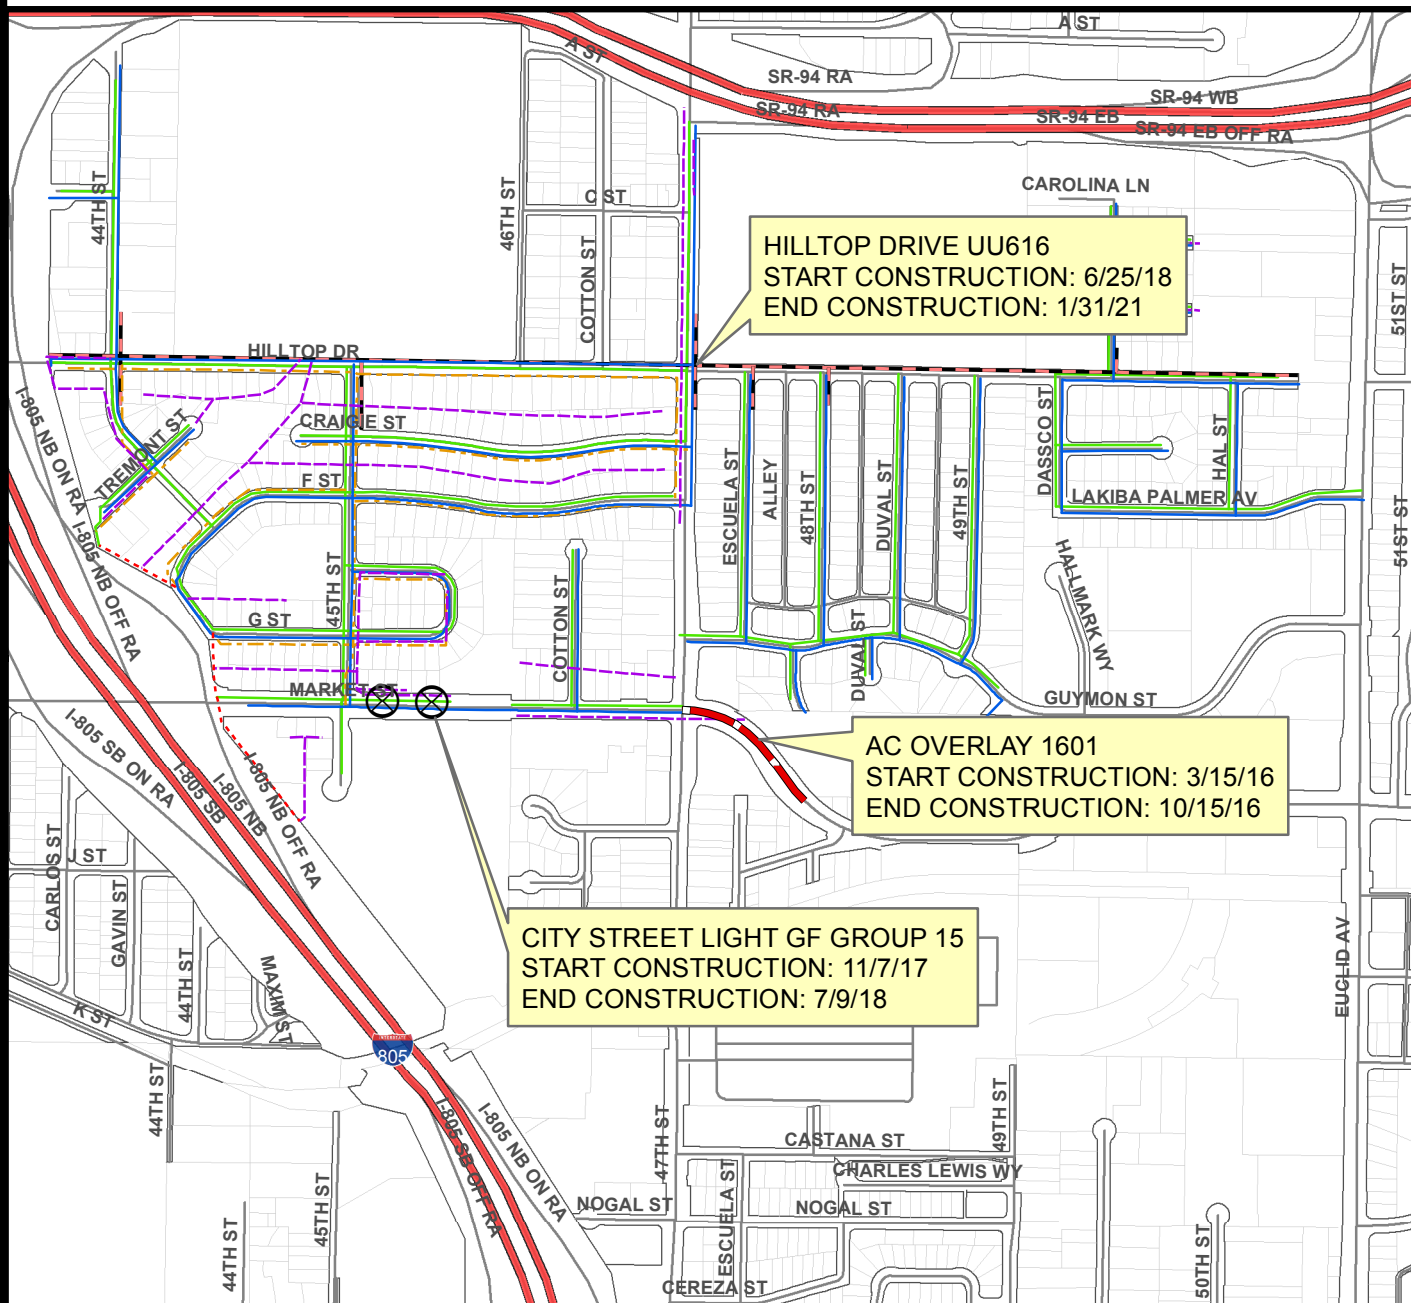 A ST
A ST
SR-94 RA
SR-94 WB
SR-94 RA
SR-94 EB
SR-94 EB OFF RA
44TH ST
46TH ST
C ST
CAROLINA LN
COTTON ST
51ST ST
HILLTOP DRIVE UU616
START CONSTRUCTION: 6/25/18
END CONSTRUCTION: 1/31/21
HILLTOP DR
I-805 NB ON RA
TREMONT ST
CRAIGIE ST
F ST
ESCUELA ST
ALLEY
48TH ST
DUVAL ST
49TH ST
DASSCO ST
HAL ST
LAKIBA PALMER AV
51ST ST
I-805 NB OFF RA
45TH ST
G ST
COTTON ST
DUVAL ST
HALLMARK WY
GUYMON ST
MARKET ST
I-805 SB ON RA
I-805 SB
I-805 NB
I-805 NB OFF RA
AC OVERLAY 1601
START CONSTRUCTION: 3/15/16
END CONSTRUCTION: 10/15/16
CARLOS ST
J ST
GAVIN ST
44TH ST
MAXIM ST
K ST
CITY STREET LIGHT GF GROUP 15
START CONSTRUCTION: 11/7/17
END CONSTRUCTION: 7/9/18
EUCLID AV
805
44TH ST
I-805 SB OFF RA
I-805 NB ON RA
47TH ST
49TH ST
CASTANA ST
CHARLES LEWIS WY
45TH ST
44TH ST
NOGAL ST
ESCUELA ST
NOGAL ST
50TH ST
CEREZA ST